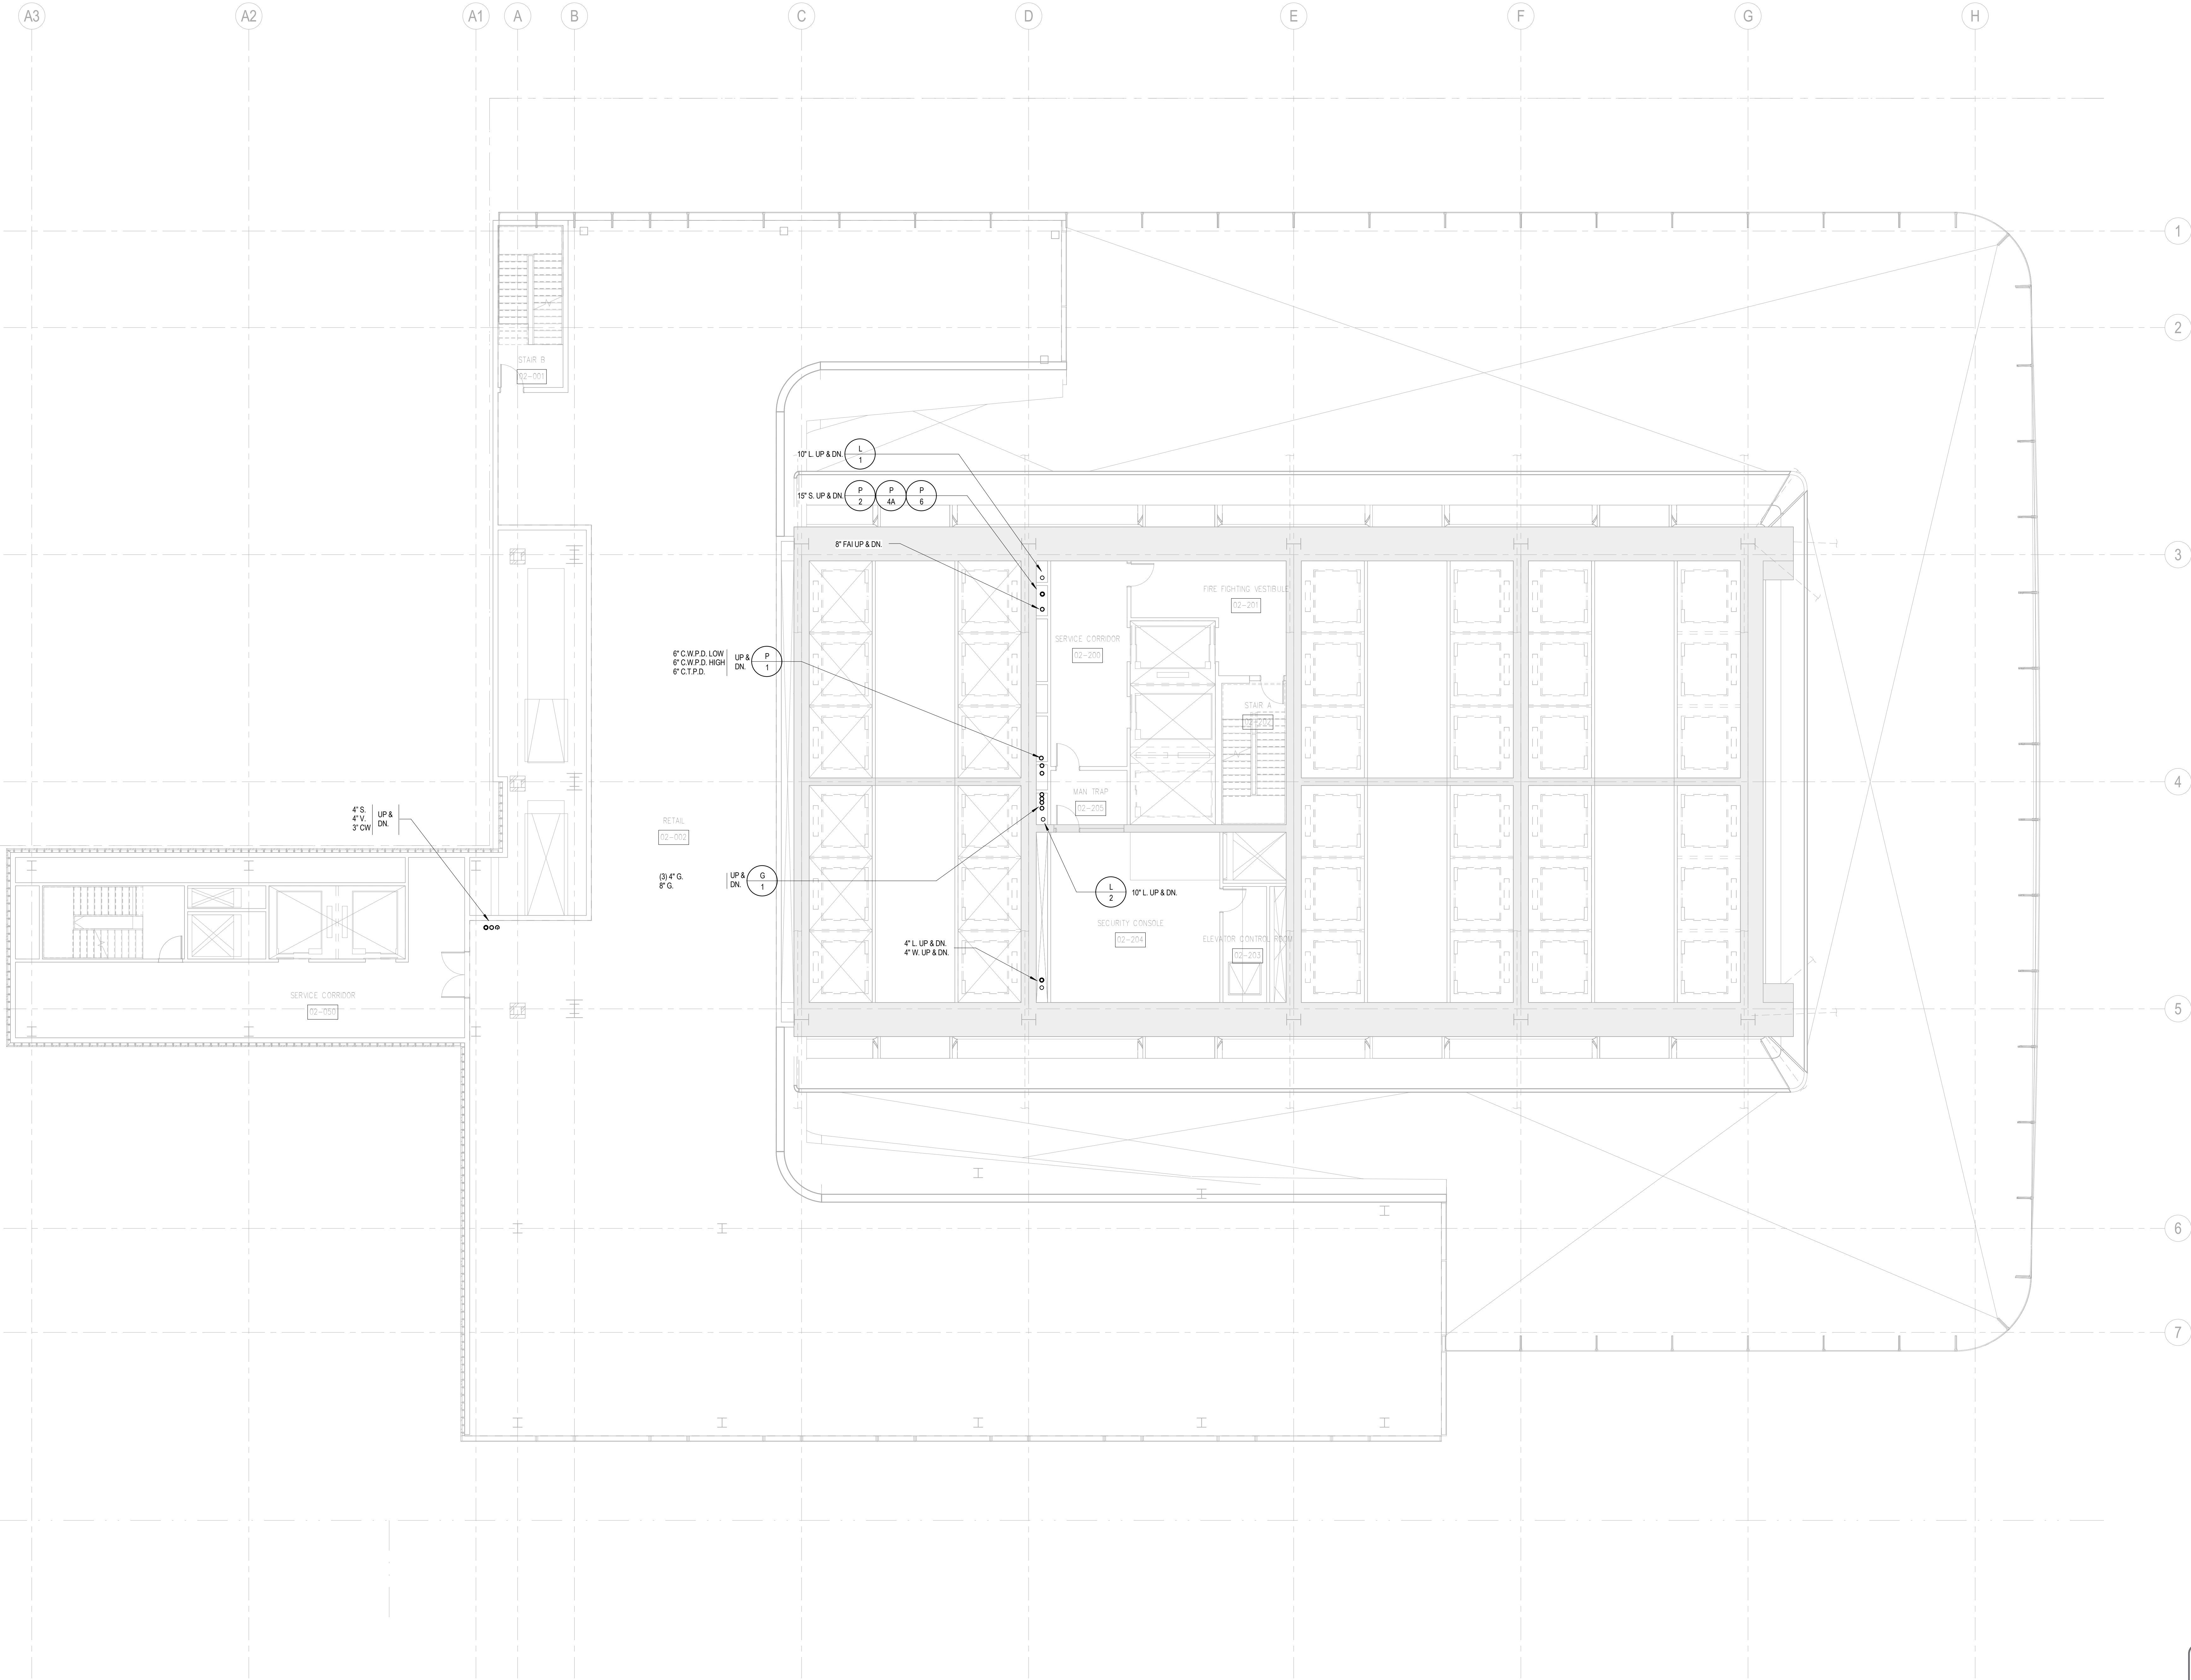 A3 A2 A1 A B C D E F G H
1
2
STAIR B
02-001
10" L. UP & DN.
L
1
15" S. UP & DN.
P
2
P
4A
P
6
8" FAI UP & DN.
3
FIRE FIGHTING VESTIBULE
02-201
SERVICE CORRIDOR
02-200
6" C.W.P.D. LOW
6" C.W.P.D. HIGH
6" C.T.P.D.
UP &
DN.
P
1
STAIR A
4
MAN TRAP
02-205
4" S.
4" V.
3" CW
UP &
DN.
RETAIL
02-002
(3) 4" G.
8" G.
UP &
DN.
G
1
L
2
10" L. UP & DN.
SECURITY CONSOLE
02-204
ELEVATOR CONTROL ROOM
02-203
4" L. UP & DN.
4" W. UP & DN.
SERVICE CORRIDOR
02-050
5
6
7